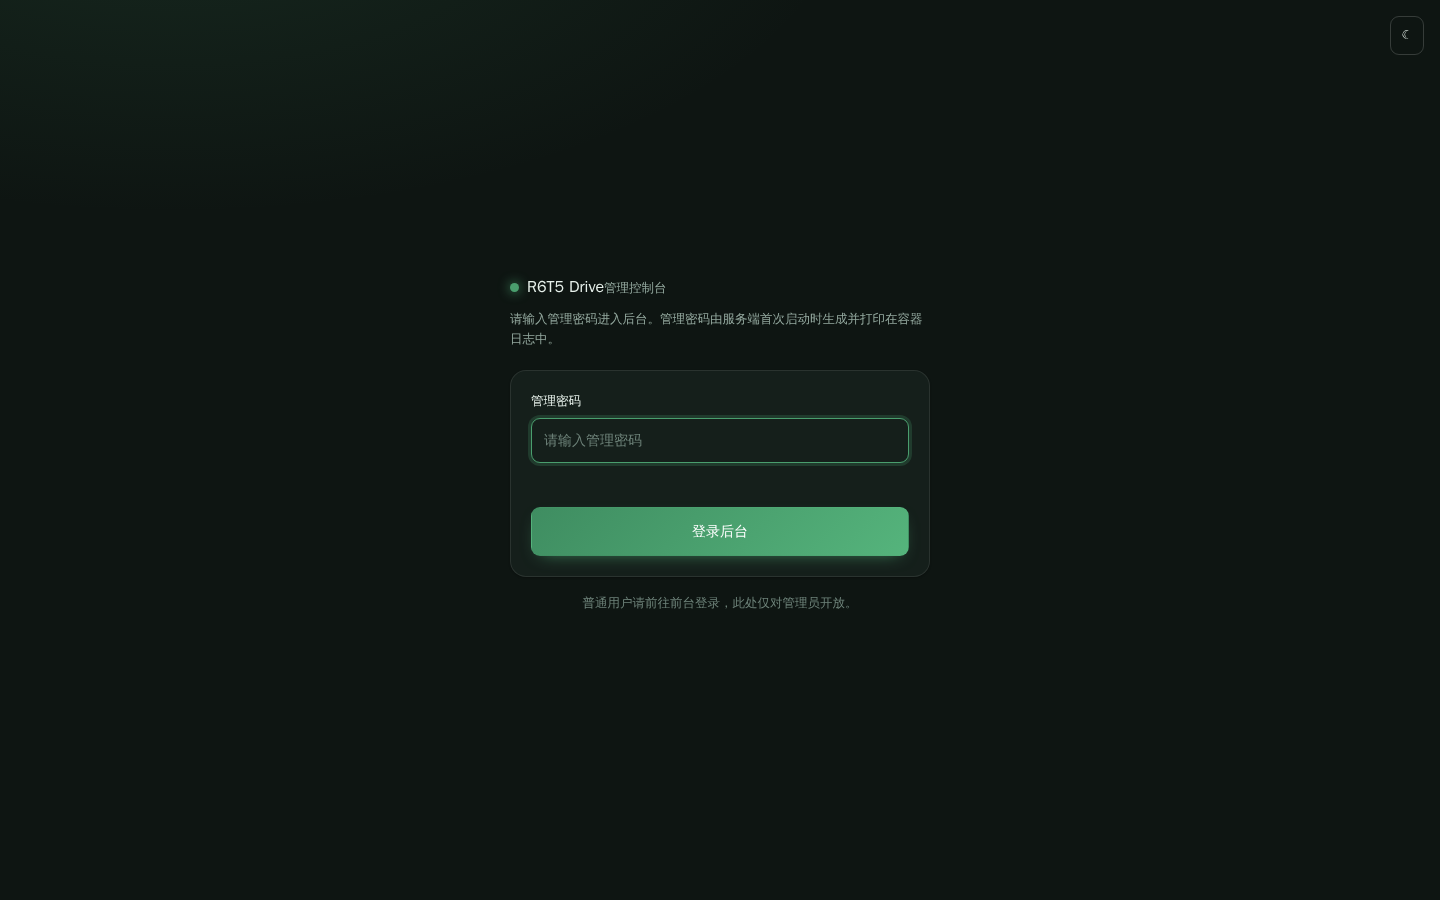 R6T5 Drive管理控制台
请输入管理密码进入后台。管理密码由服务端首次启动时生成并打印在容器
日志中。
管理密码
请输入管理密码
登录后台
普通用户请前往前台登录，此处仅对管理员开放。